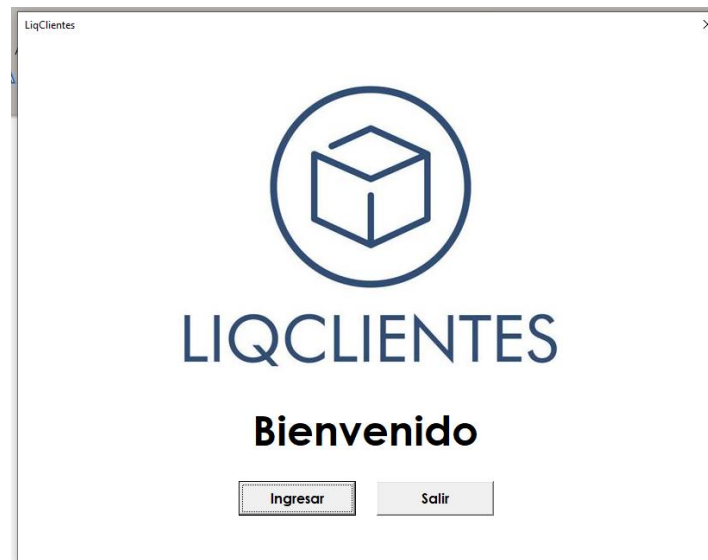 LiqClientes
LIQCLIENTES
Bienvenido
Ingresar
Salir